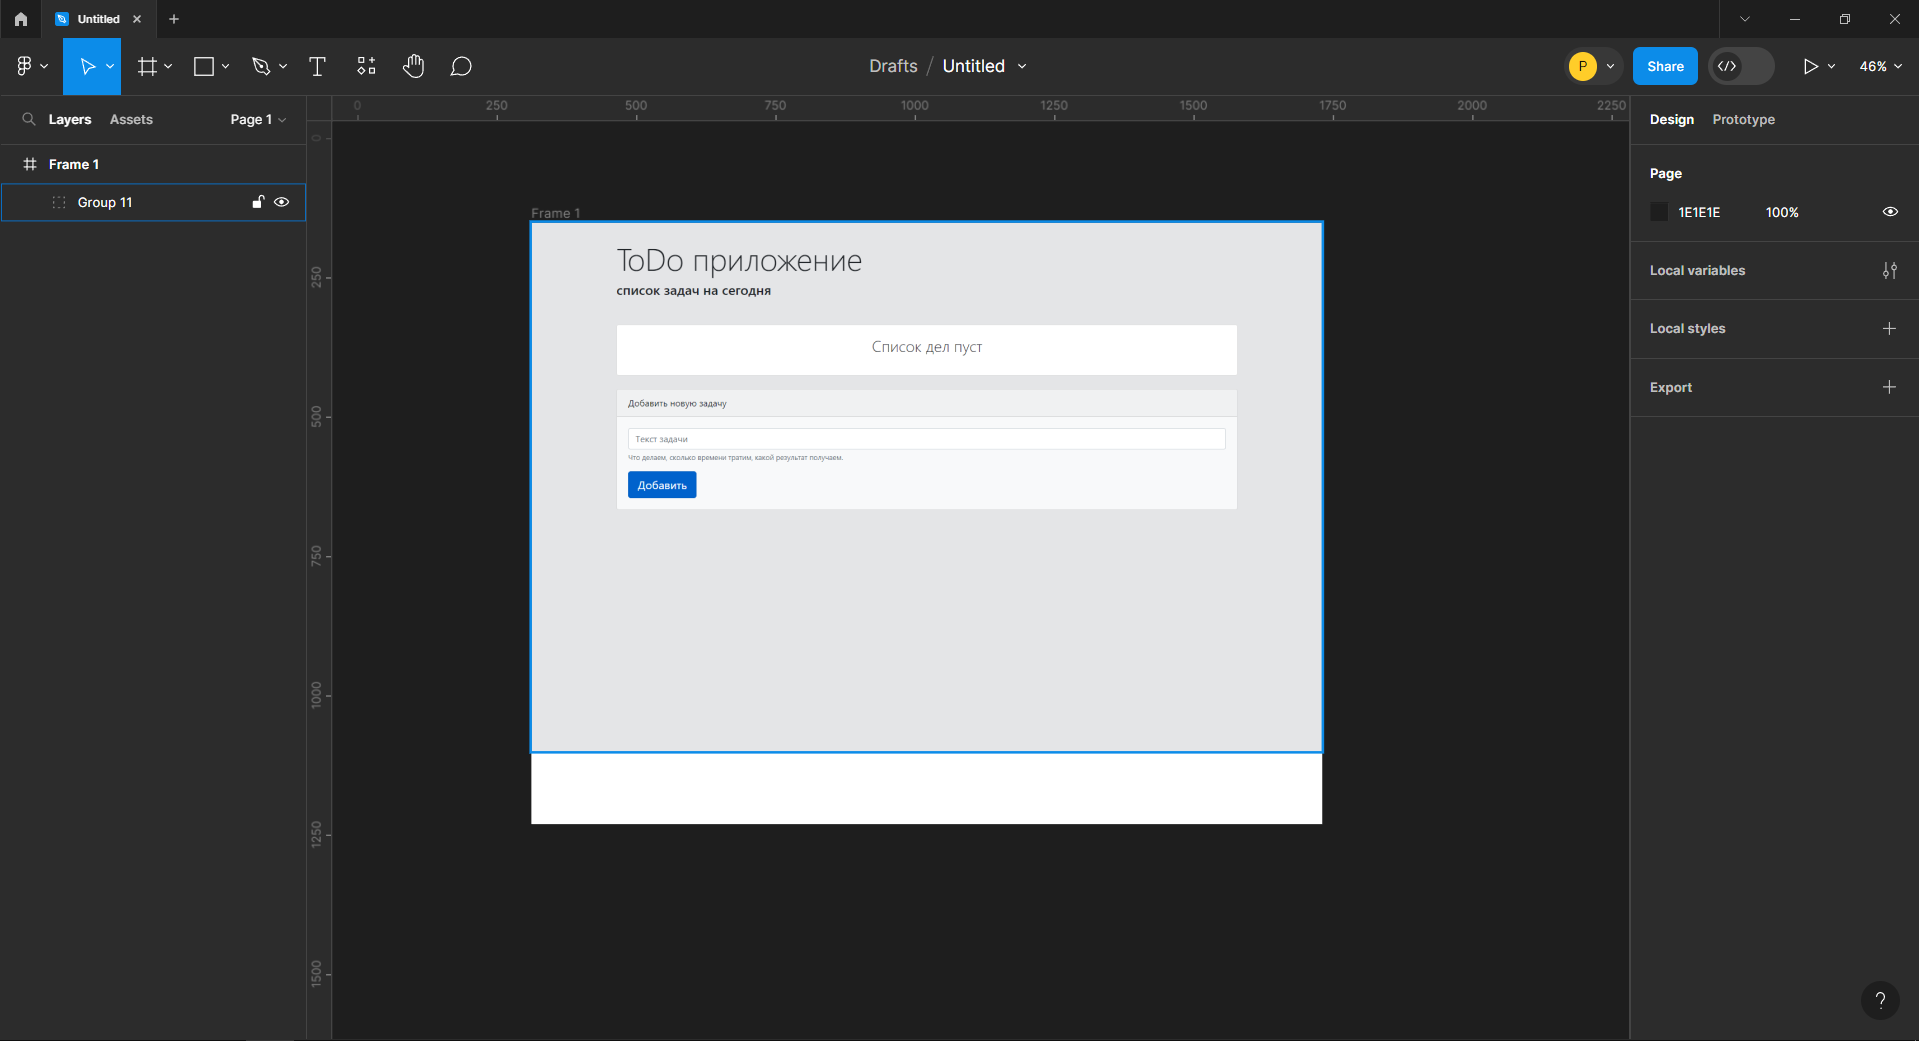 Untitled
Drafts / Untitled
P
Share
46%
Layers
Assets
Page 1
Frame 1
Group 11
0
250
500
750
1000
1250
1500
1750
2000
2250
0
250
500
750
1000
1250
1500
Frame 1
ToDo приложение
список задач на сегодня
Список дел пуст
Добавить новую задачу
Текст задачи
Что делаем, сколько времени тратим, какой результат получаем.
Добавить
Design
Prototype
Page
1E1E1E
100%
Local variables
Local styles
Export
?